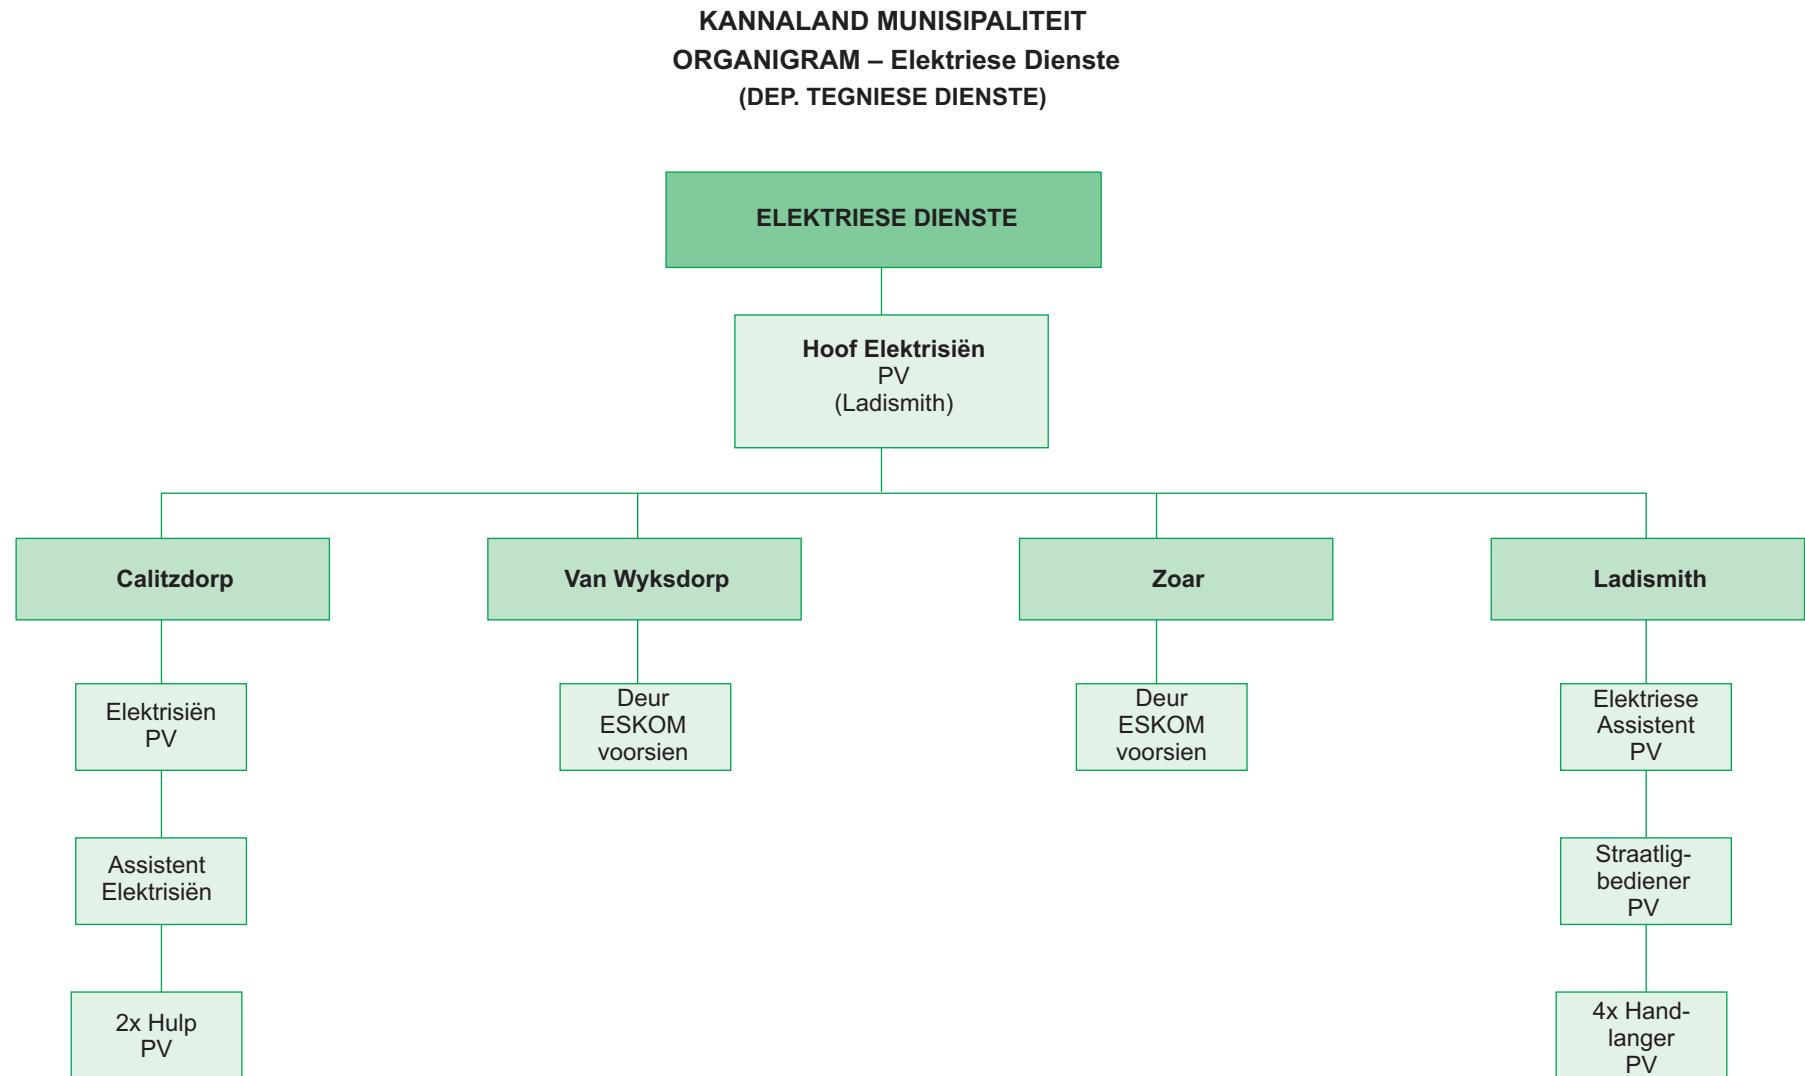 KANNALAND MUNISIPALITEIT
ORGANIGRAM – Elektriese Dienste
(DEP. TEGNIESE DIENSTE)
ELEKTRIESE DIENSTE
Hoof Elektrisiën
PV
(Ladismith)
Calitzdorp
Van Wyksdorp
Zoar
Ladismith
Elektrisiën
PV
Deur
ESKOM
voorsien
Deur
ESKOM
voorsien
Elektriese
Assistent
PV
Assistent
Elektrisiën
Straatlig-
bediener
PV
2x Hulp
PV
4x Hand-
langer
PV